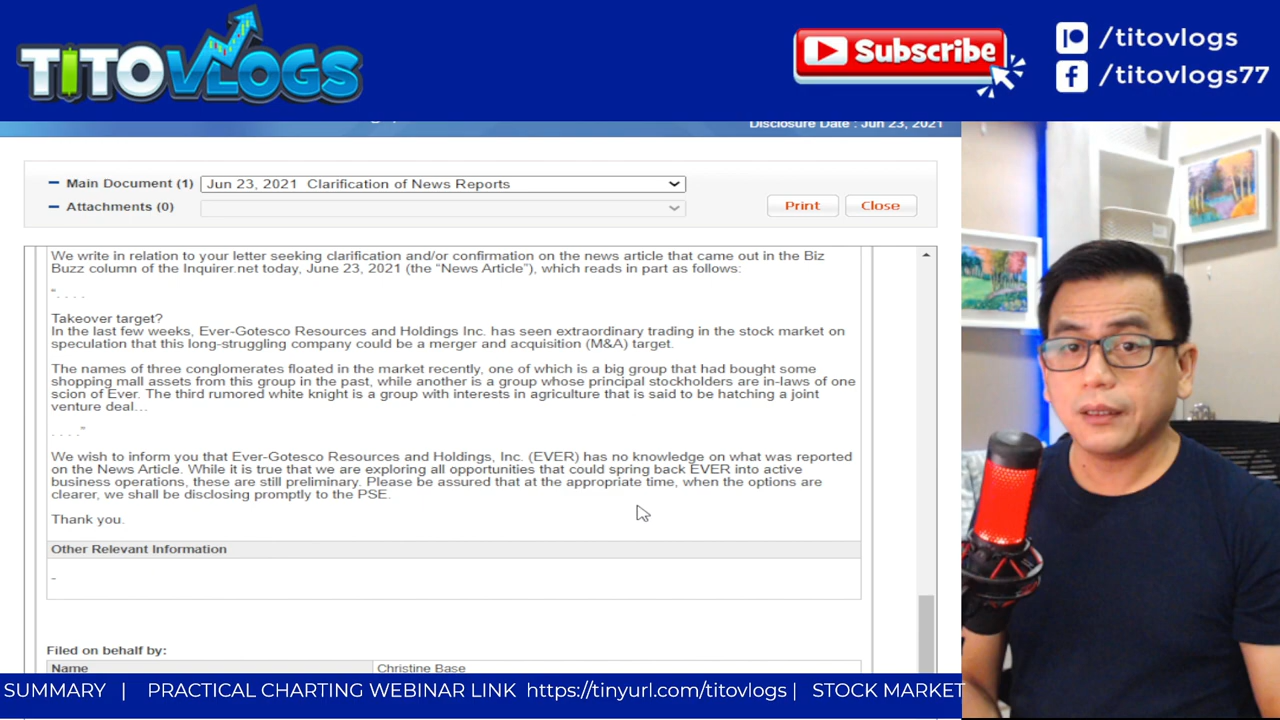 TITOVLOGS
Subscribe
/titovlogs
/titovlogs77
Disclosure Date : Jun 23, 2021
Main Document (1) Jun 23, 2021 Clarification of News Reports
Attachments (0)
Print Close
We write in relation to your letter seeking clarification and/or confirmation on the news article that came out in the Biz
Buzz column of the Inquirer.net today, June 23, 2021 (the “News Article”), which reads in part as follows:
“. . . .
Takeover target?
In the last few weeks, Ever-Gotesco Resources and Holdings Inc. has seen extraordinary trading in the stock market on
speculation that this long-struggling company could be a merger and acquisition (M&A) target.
The names of three conglomerates floated in the market recently, one of which is a big group that had bought some
shopping mall assets from this group in the past, while another is a group whose principal stockholders are in-laws of one
scion of Ever. The third rumored white knight is a group with interests in agriculture that is said to be hatching a joint
venture deal…
. . . .”
We wish to inform you that Ever-Gotesco Resources and Holdings, Inc. (EVER) has no knowledge on what was reported
on the News Article. While it is true that we are exploring all opportunities that could spring back EVER into active
business operations, these are still preliminary. Please be assured that at the appropriate time, when the options are
clearer, we shall be disclosing promptly to the PSE.
Thank you.
Other Relevant Information
-
Filed on behalf by:
Name Christine Base
SUMMARY | PRACTICAL CHARTING WEBINAR LINK https://tinyurl.com/titovlogs | STOCK MARKET